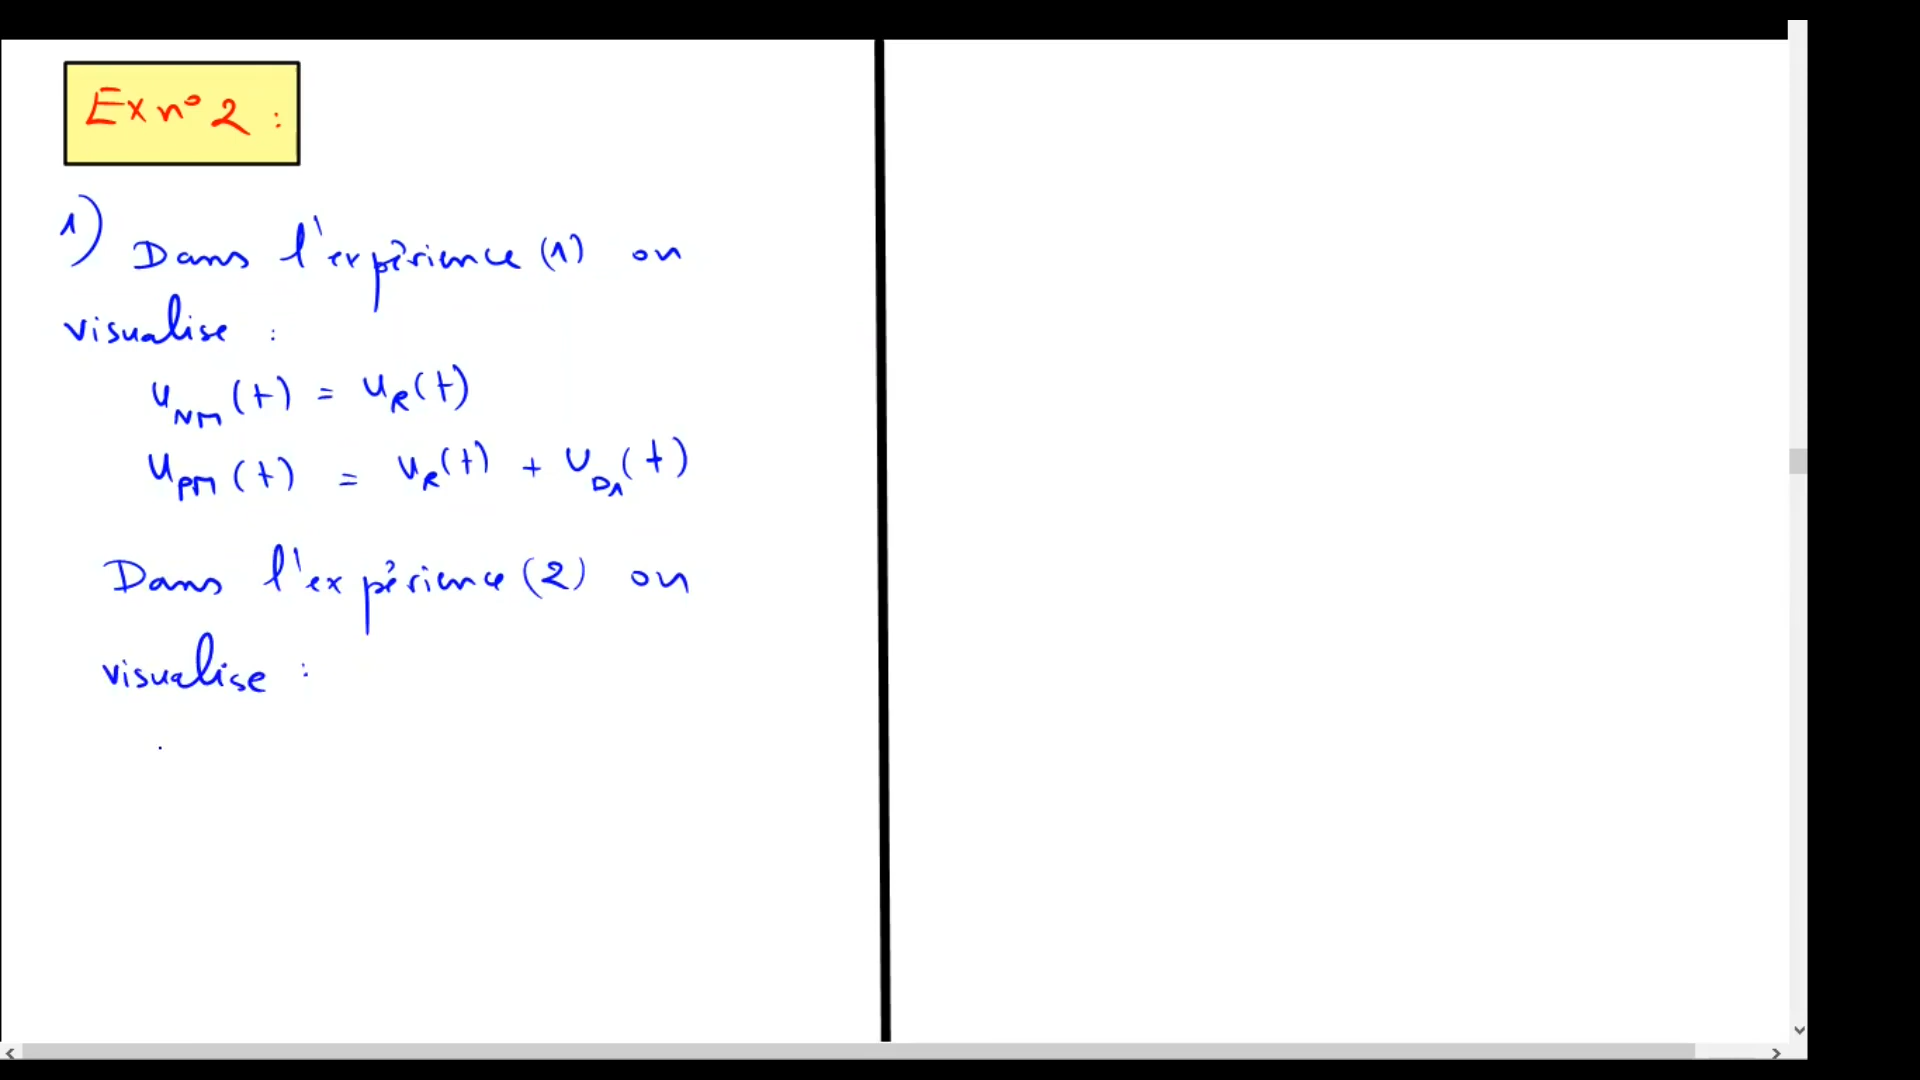 Ex n° 2 :
1) Dans l'expérience (1) on
visualise :
u_NM (t) = u_R (t)
u_PM (t) = u_R (t) + u_D1 (t)
Dans l'expérience (2) on
visualise :